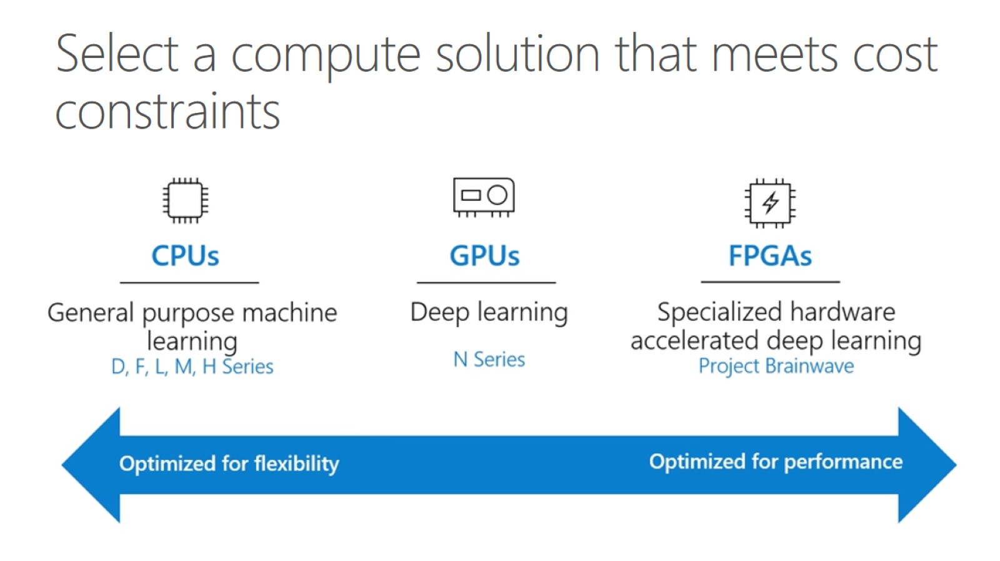 Select a compute solution that meets cost
constraints
CPUs
General purpose machine
learning
D, F, L, M, H Series
GPUs
Deep learning
N Series
FPGAs
Specialized hardware
accelerated deep learning
Project Brainwave
Optimized for flexibility
Optimized for performance